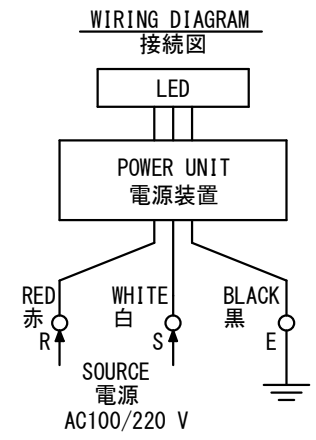 WIRING DIAGRAM
接続図
LED
POWER UNIT
電源装置
RED WHITE BLACK
赤 白 黒
R S E
SOURCE
電源
AC100/220 V